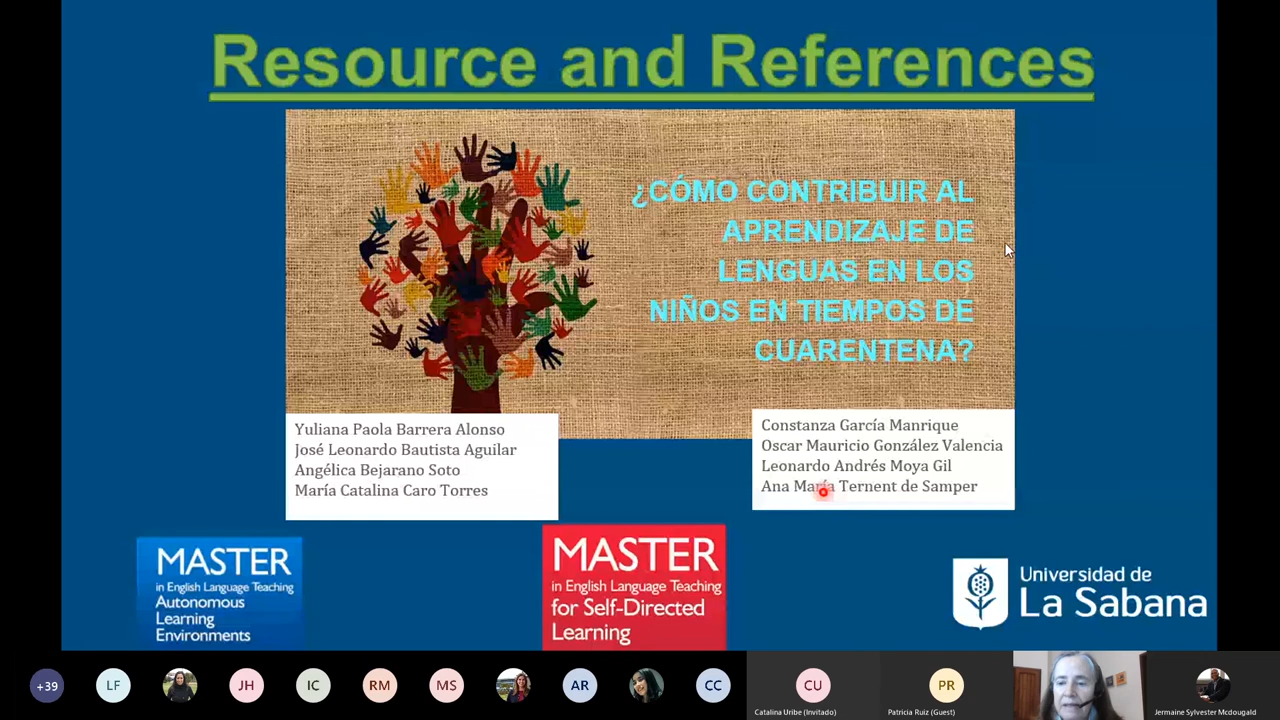 Resource and References
¿CÓMO CONTRIBUIR AL
APRENDIZAJE DE
LENGUAS EN LOS
NIÑOS EN TIEMPOS DE
CUARENTENA?
Yuliana Paola Barrera Alonso
José Leonardo Bautista Aguilar
Angélica Bejarano Soto
María Catalina Caro Torres
Constanza García Manrique
Oscar Mauricio González Valencia
Leonardo Andrés Moya Gil
Ana María Ternent de Samper
MASTER
in English Language Teaching
Autonomous
Learning
Environments
MASTER
in English Language Teaching
for Self-Directed
Learning
Universidad de
La Sabana
+39
LF
JH
IC
RM
MS
AR
CC
CU
PR
Catalina Uribe (Invitado)
Patricia Ruiz (Guest)
Jermaine Sylvester Mcdougald